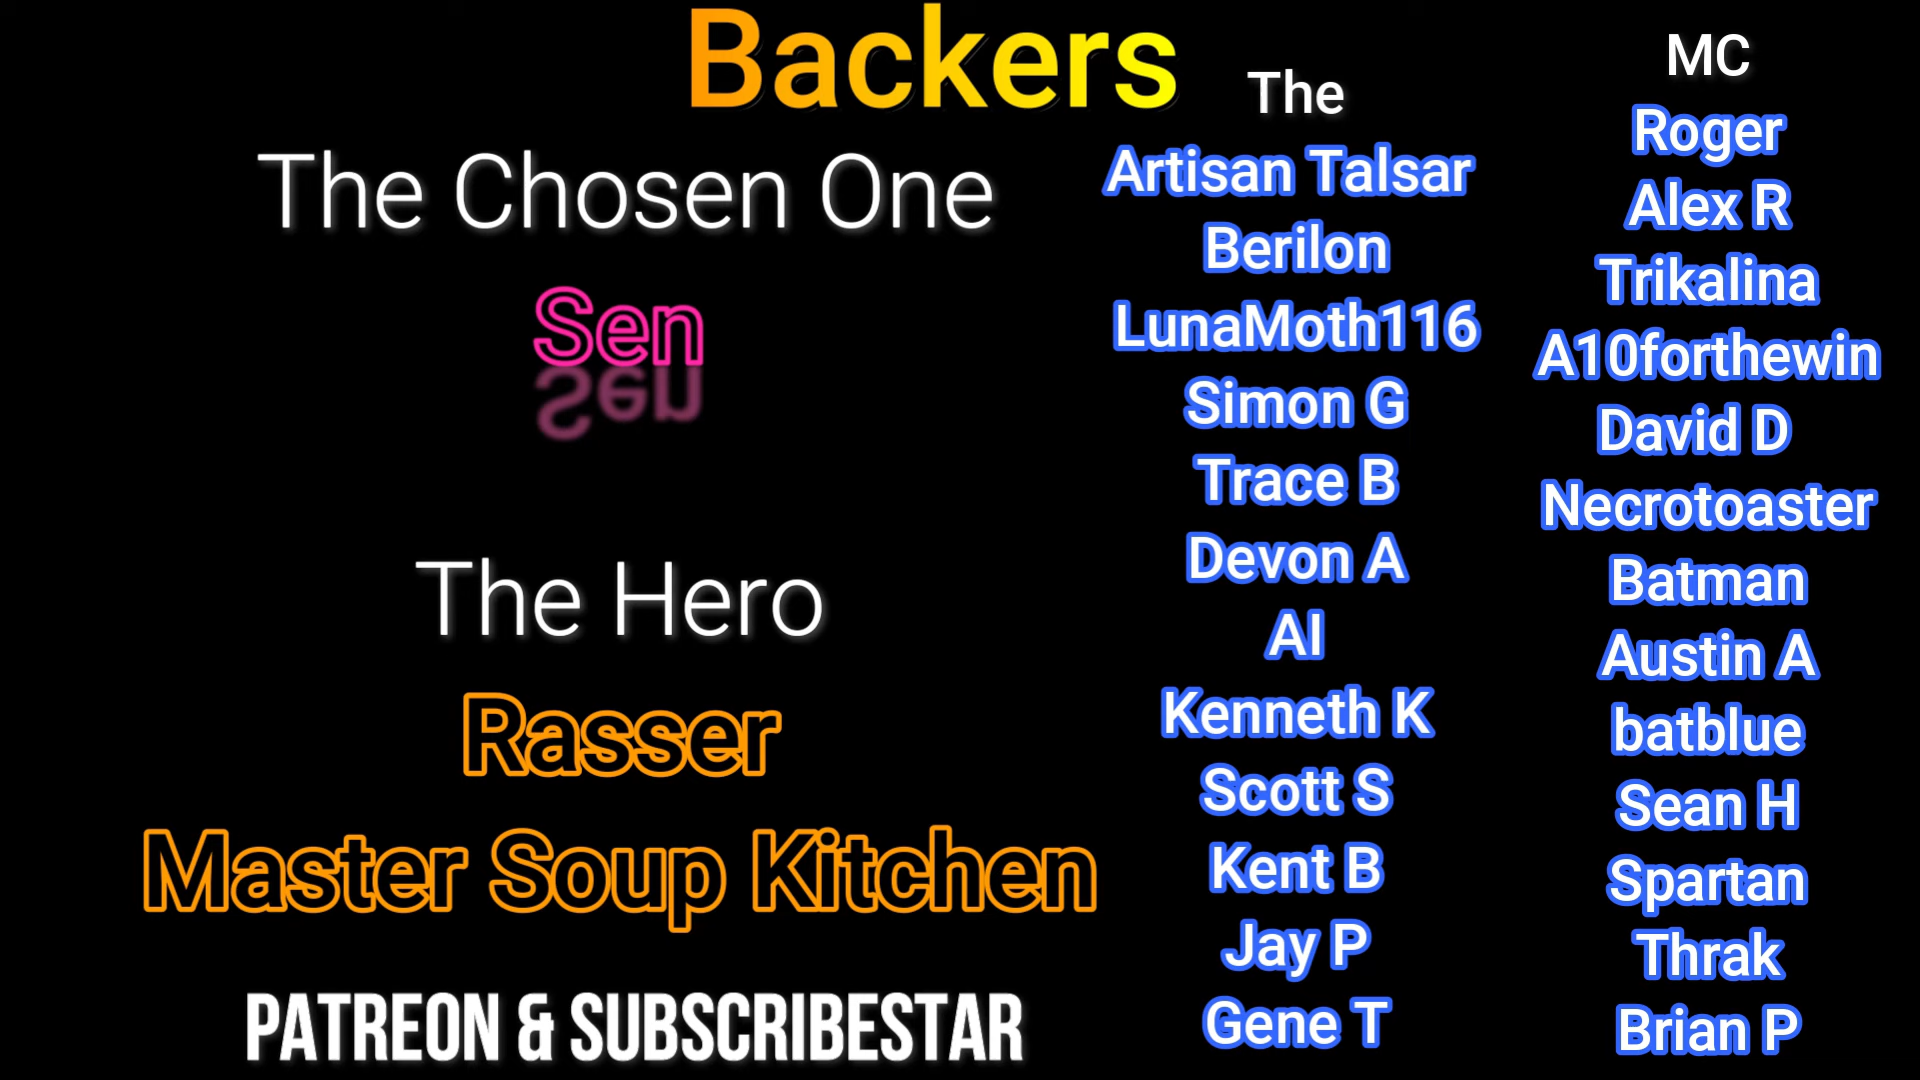 Backers
The Chosen One
Sen
The Hero
Rasser
Master Soup Kitchen
PATREON & SUBSCRIBESTAR
The
Artisan Talsar
Berilon
LunaMoth116
Simon G
Trace B
Devon A
AI
Kenneth K
Scott S
Kent B
Jay P
Gene T
MC
Roger
Alex R
Trikalina
A10forthewin
David D
Necrotoaster
Batman
Austin A
batblue
Sean H
Spartan
Thrak
Brian P